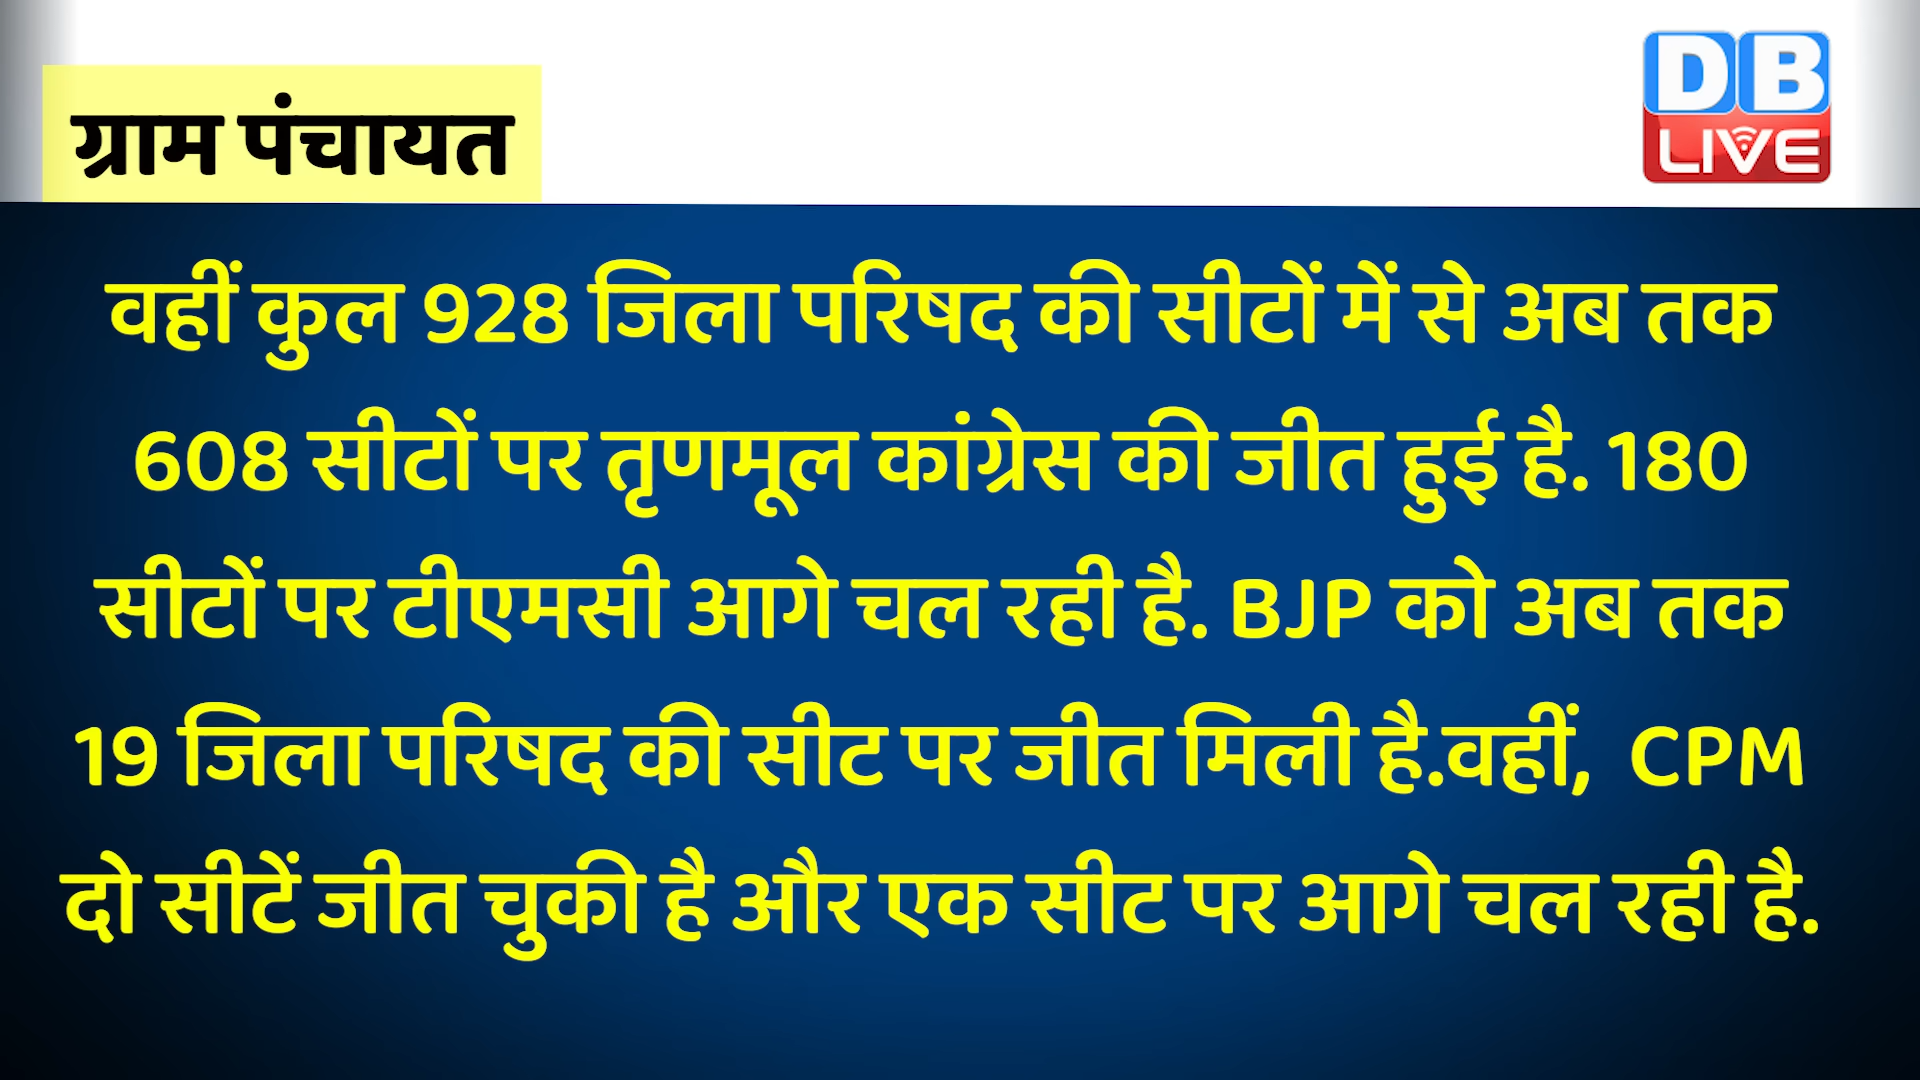 ग्राम पंचायत
DB
LIVE
वहीं कुल 928 जिला परिषद की सीटों में से अब तक
608 सीटों पर तृणमूल कांग्रेस की जीत हुई है. 180
सीटों पर टीएमसी आगे चल रही है. BJP को अब तक
19 जिला परिषद की सीट पर जीत मिली है.वहीं, CPM
दो सीटें जीत चुकी है और एक सीट पर आगे चल रही है.